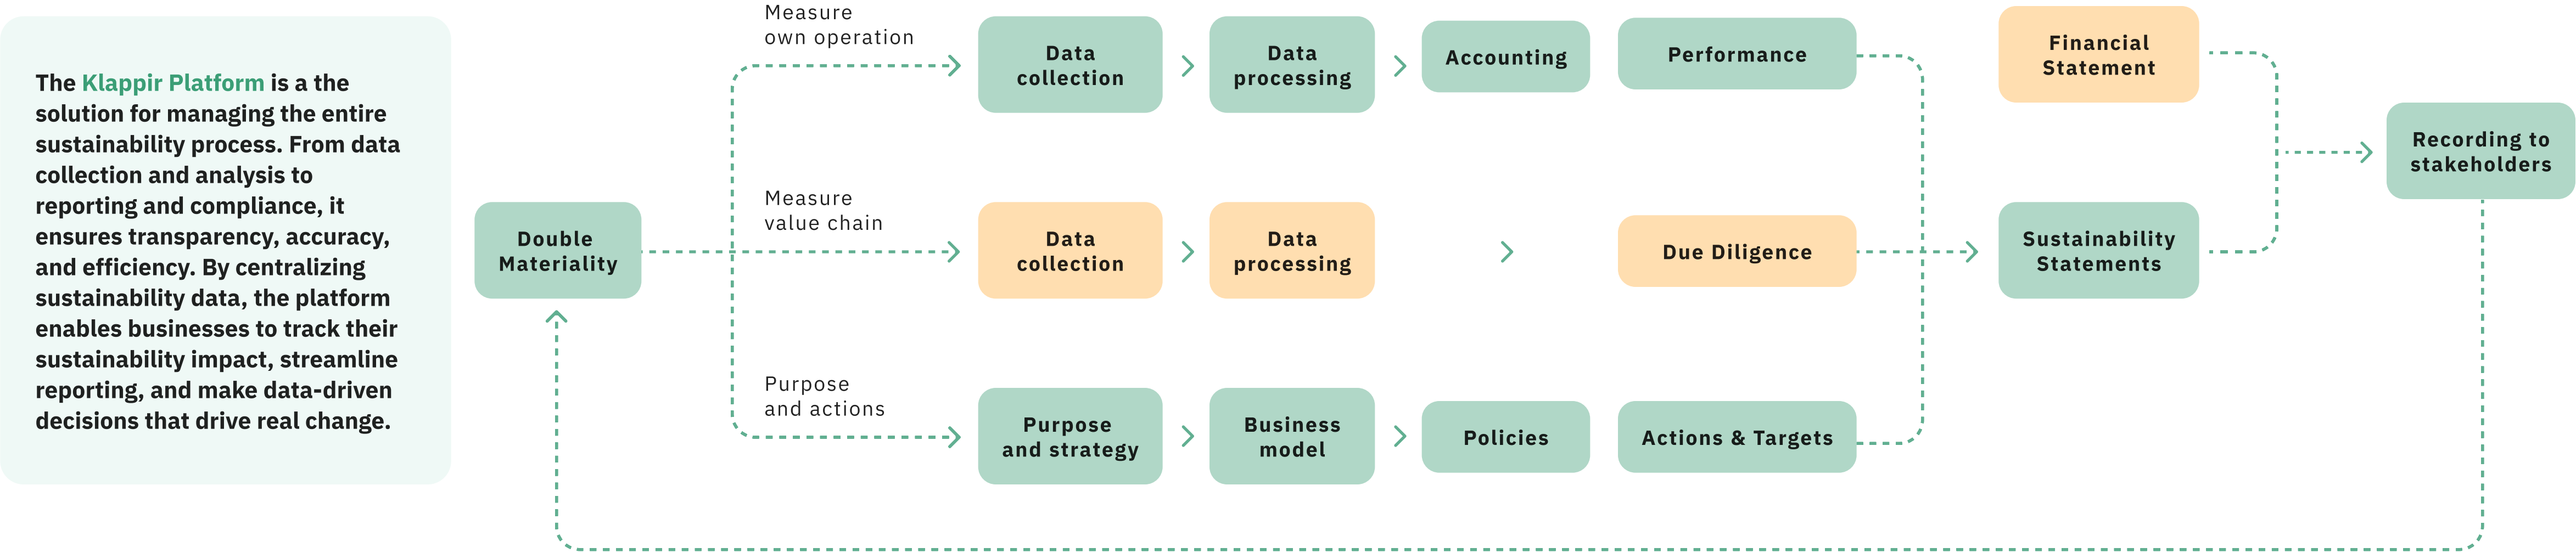 The Klappir Platform is a the
solution for managing the entire
sustainability process. From data
collection and analysis to
reporting and compliance, it
ensures transparency, accuracy,
and efficiency. By centralizing
sustainability data, the platform
enables businesses to track their
sustainability impact, streamline
reporting, and make data-driven
decisions that drive real change.
Double
Materiality
Measure
own operation
Data
collection
Data
processing
Accounting
Performance
Measure
value chain
Data
collection
Data
processing
Due Diligence
Purpose
and actions
Purpose
and strategy
Business
model
Policies
Actions & Targets
Financial
Statement
Sustainability
Statements
Recording to
stakeholders